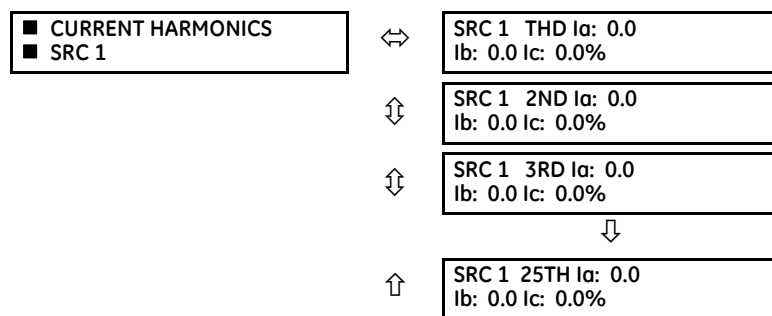 ■ CURRENT HARMONICS
■ SRC 1
SRC 1 THD Ia: 0.0
Ib: 0.0 Ic: 0.0%
SRC 1 2ND Ia: 0.0
Ib: 0.0 Ic: 0.0%
SRC 1 3RD Ia: 0.0
Ib: 0.0 Ic: 0.0%
SRC 1 25TH Ia: 0.0
Ib: 0.0 Ic: 0.0%